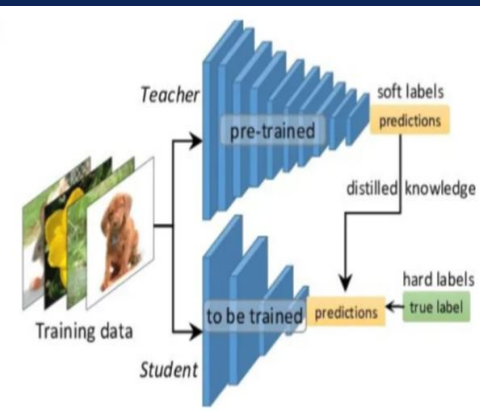 Teacher
pre-trained
soft labels
predictions
distilled knowledge
Training data
Student
to be trained
predictions
hard labels
true label